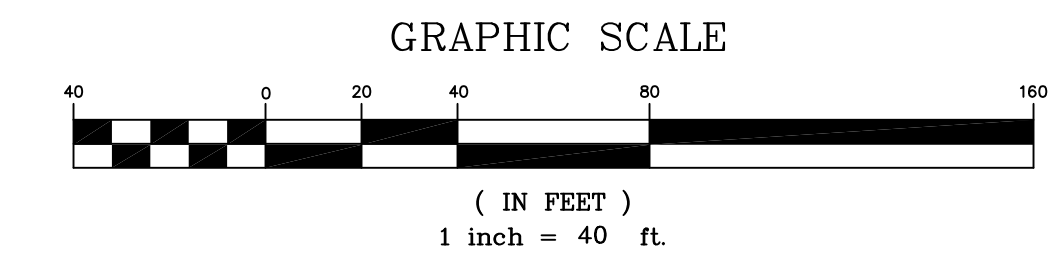 GRAPHIC SCALE
40 0 20 40 80 160
( IN FEET )
1 inch = 40 ft.